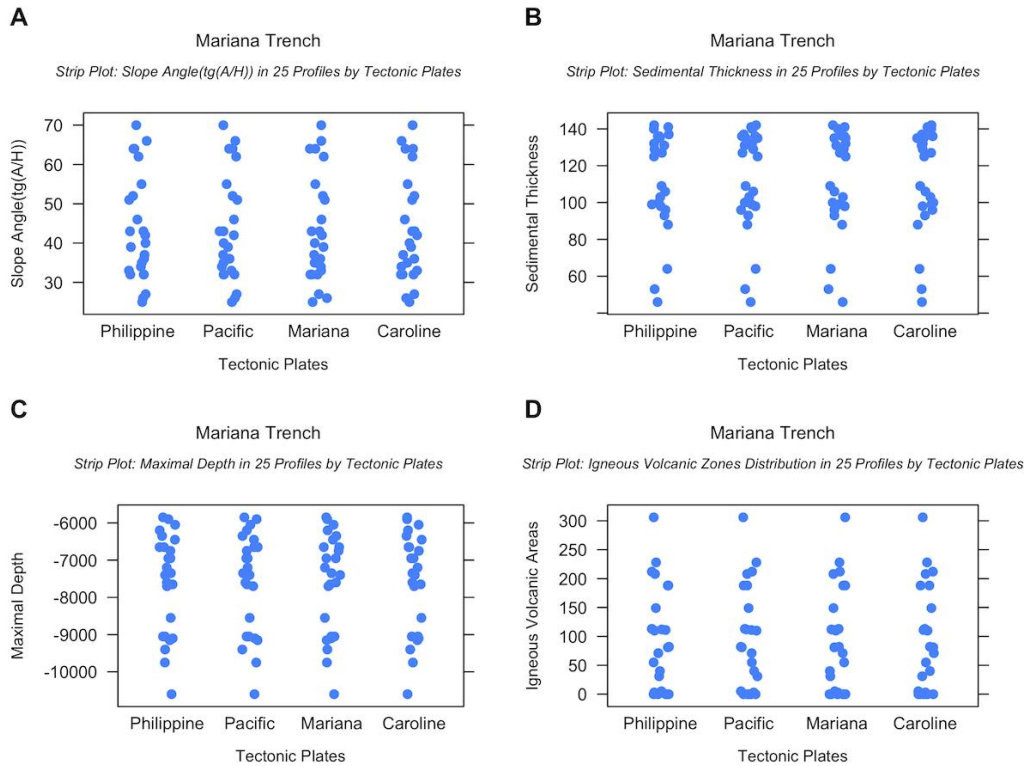 A
Mariana Trench
Strip Plot: Slope Angle(tg(A/H)) in 25 Profiles by Tectonic Plates
Slope Angle(tg(A/H))
70
60
50
40
30
Philippine Pacific Mariana Caroline
Tectonic Plates
B
Mariana Trench
Strip Plot: Sedimental Thickness in 25 Profiles by Tectonic Plates
Sedimental Thickness
140
120
100
80
60
Philippine Pacific Mariana Caroline
Tectonic Plates
C
Mariana Trench
Strip Plot: Maximal Depth in 25 Profiles by Tectonic Plates
Maximal Depth
-6000
-7000
-8000
-9000
-10000
Philippine Pacific Mariana Caroline
Tectonic Plates
D
Mariana Trench
Strip Plot: Igneous Volcanic Zones Distribution in 25 Profiles by Tectonic Plates
Igneous Volcanic Areas
300
250
200
150
100
50
0
Philippine Pacific Mariana Caroline
Tectonic Plates